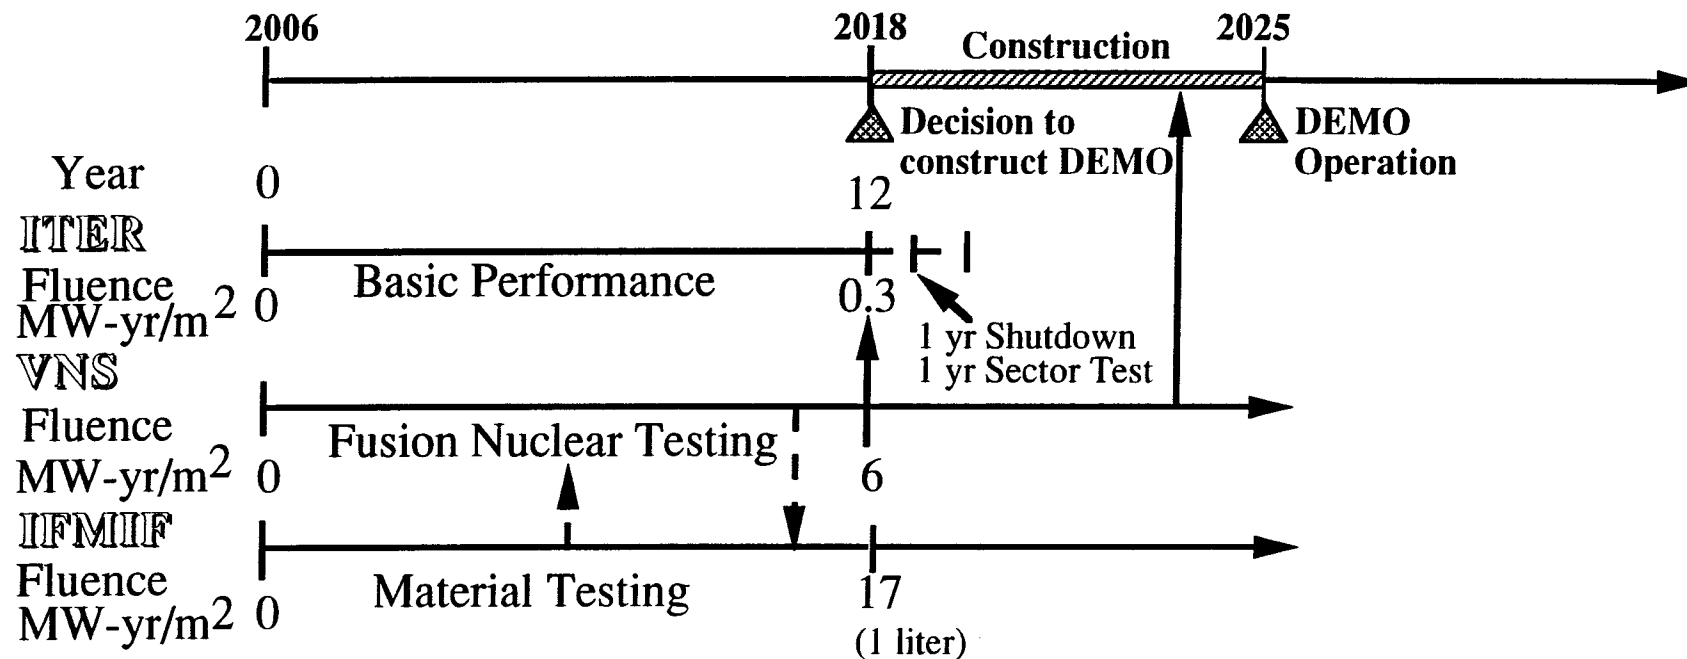 2006
2018
Construction
2025
Decision to
construct DEMO
DEMO
Operation
Year
0
12
ITER
Fluence
MW-yr/m2
0
Basic Performance
0.3
1 yr Shutdown
1 yr Sector Test
VNS
Fluence
MW-yr/m2
0
Fusion Nuclear Testing
6
IFMIF
Fluence
MW-yr/m2
0
Material Testing
17
(1 liter)